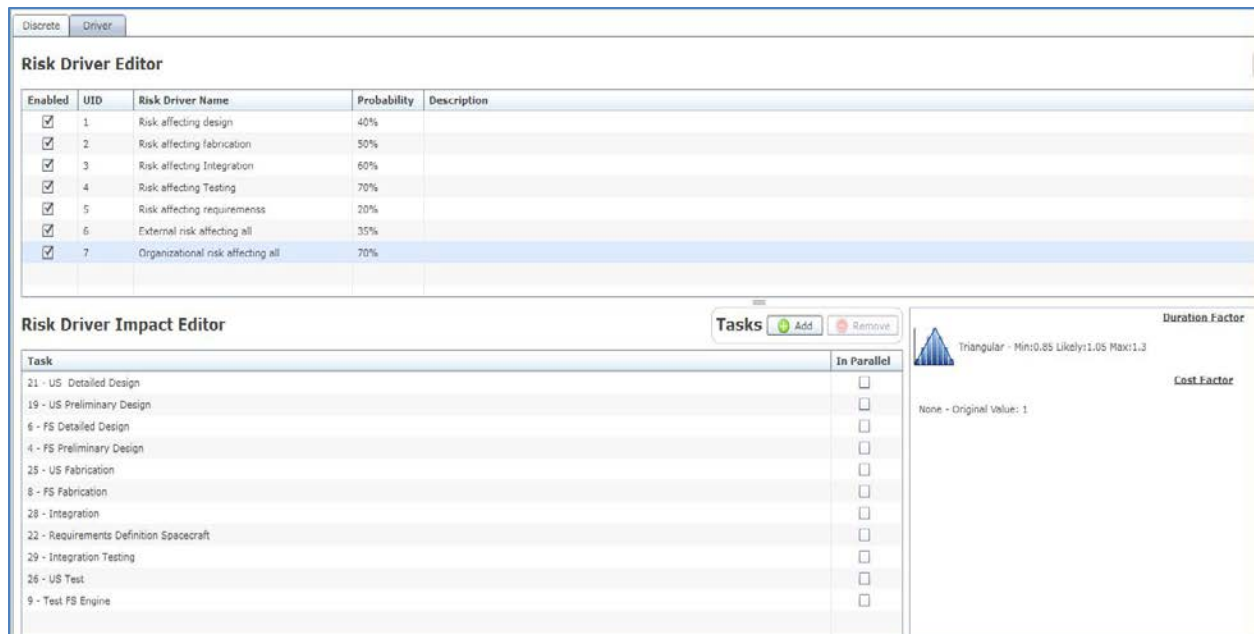 Discrete Driver
Risk Driver Editor
Enabled UID Risk Driver Name Probability Description
1 Risk affecting design 40%
2 Risk affecting fabrication 50%
3 Risk affecting Integration 60%
4 Risk affecting Testing 70%
5 Risk affecting requiremenss 20%
6 External risk affecting all 35%
7 Organizational risk affecting all 70%
Risk Driver Impact Editor Tasks Add Remove
Task In Parallel
21 - US Detailed Design
19 - US Preliminary Design
6 - FS Detailed Design
4 - FS Preliminary Design
25 - US Fabrication
8 - FS Fabrication
28 - Integration
22 - Requirements Definition Spacecraft
29 - Integration Testing
26 - US Test
9 - Test FS Engine
Duration Factor
Triangular - Min:0.85 Likely:1.05 Max:1.3
Cost Factor
None - Original Value: 1